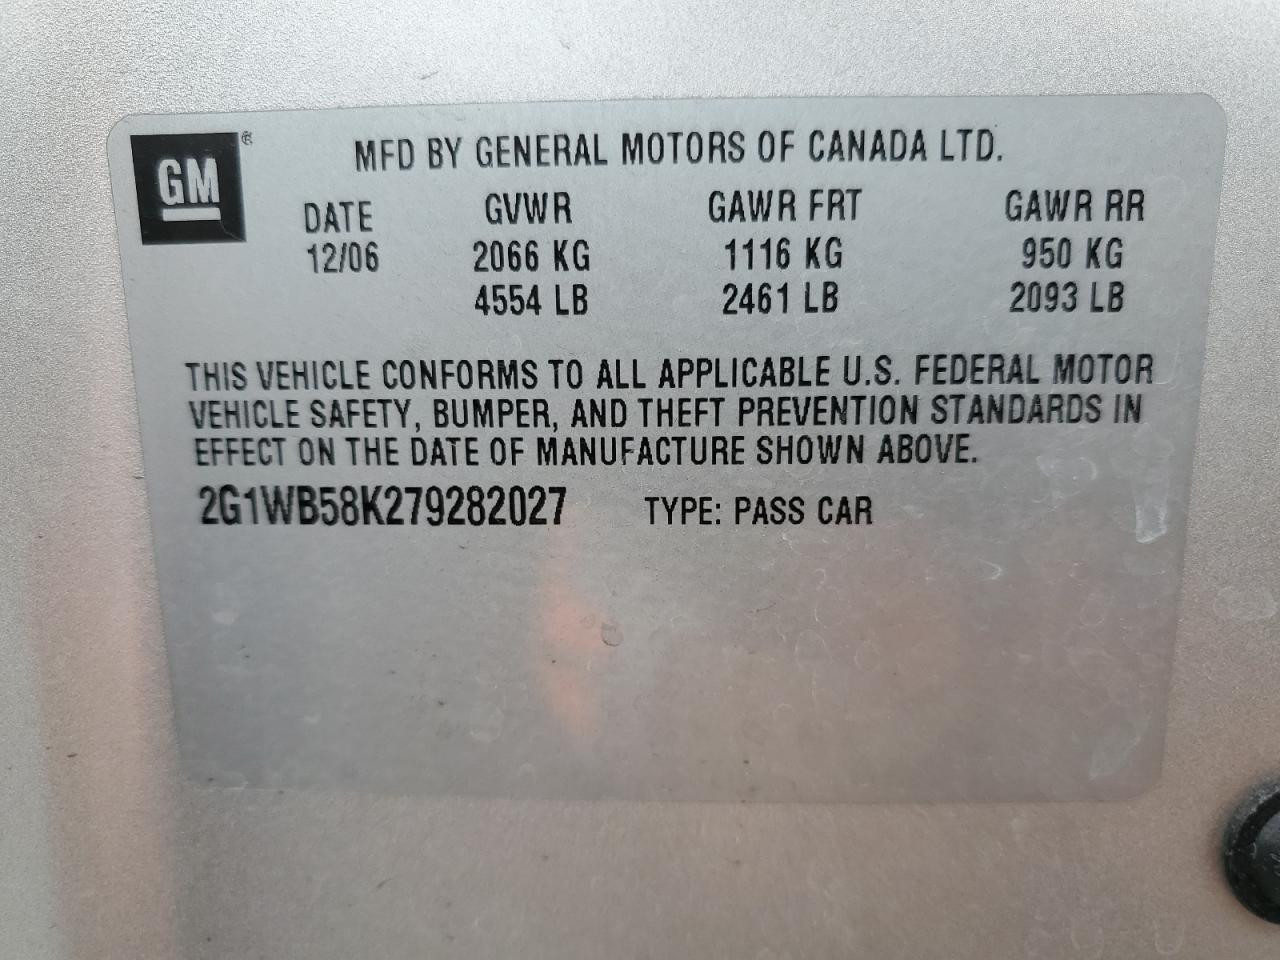 GM ®
MFD BY GENERAL MOTORS OF CANADA LTD.
DATE GVWR GAWR FRT GAWR RR
12/06 2066 KG 1116 KG 950 KG
4554 LB 2461 LB 2093 LB
THIS VEHICLE CONFORMS TO ALL APPLICABLE U.S. FEDERAL MOTOR
VEHICLE SAFETY, BUMPER, AND THEFT PREVENTION STANDARDS IN
EFFECT ON THE DATE OF MANUFACTURE SHOWN ABOVE.
2G1WB58K279282027 TYPE: PASS CAR